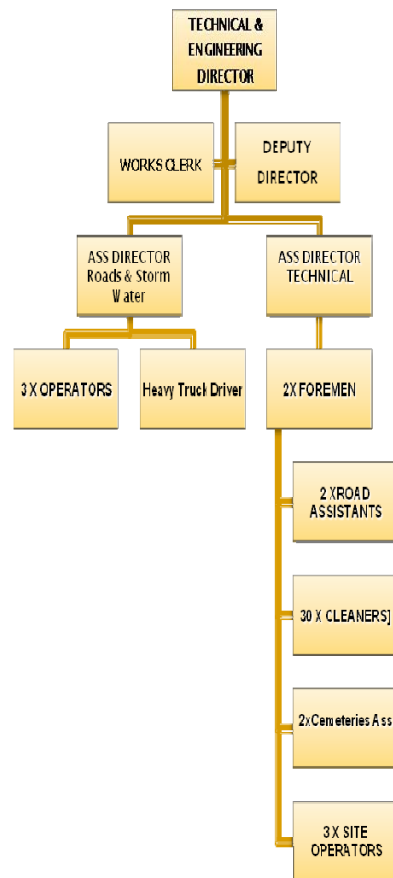 TECHNICAL &
ENGINEERING
DIRECTOR
WORKS CLERK
DEPUTY
DIRECTOR
ASS DIRECTOR
Roads & Storm
Water
ASS DIRECTOR
TECHNICAL
3 X OPERATORS
Heavy Truck Driver
2X FOREMEN
2 XROAD
ASSISTANTS
30 X CLEANERS]
2xCemeteries Ass
3 X SITE
OPERATORS